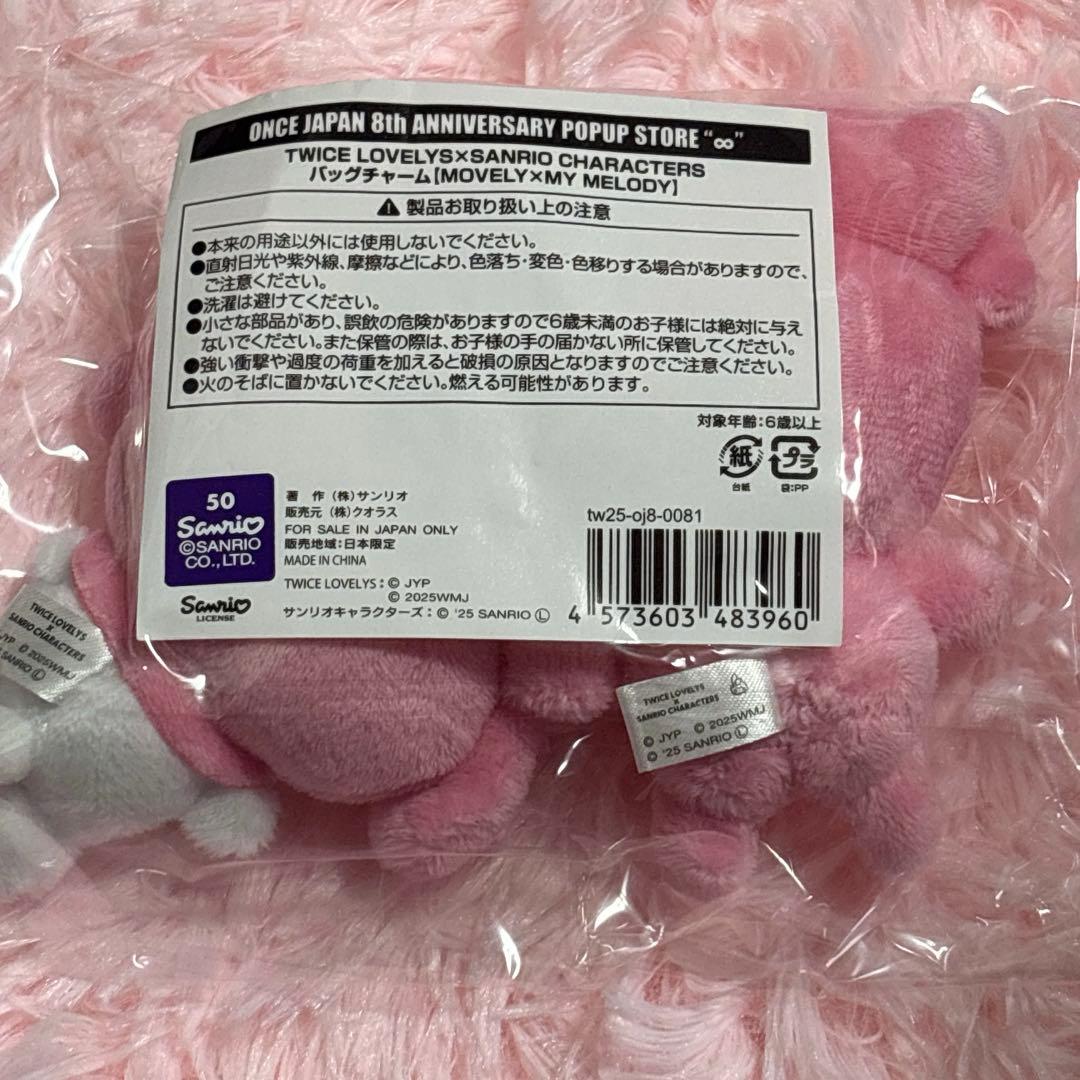 ONCE JAPAN 8th ANNIVERSARY POPUP STORE "∞"
TWICE LOVELYS×SANRIO CHARACTERS
バッグチャーム【MOVELY×MY MELODY】
⚠ 製品お取り扱い上の注意
●本来の用途以外には使用しないでください。
●直射日光や紫外線、摩擦などにより、色落ち・変色・色移りする場合がありますので、
ご注意ください。
●洗濯は避けてください。
●小さな部品があり、誤飲の危険がありますので6歳未満のお子様には絶対に与え
ないでください。また保管の際は、お子様の手の届かない所に保管してください。
●強い衝撃や過度の荷重を加えると破損の原因となりますのでご注意ください。
●火のそばに置かないでください。燃える可能性があります。
対象年齢:6歳以上
紙
台紙
プラ
袋:PP
50
Sanrio
©SANRIO
CO., LTD.
Sanrio
LICENSE
著 作 (株)サンリオ
販売元 (株)クオラス
FOR SALE IN JAPAN ONLY
販売地域:日本限定
MADE IN CHINA
TWICE LOVELYS:© JYP
© 2025WMJ
サンリオキャラクターズ:© '25 SANRIO Ⓛ
tw25-oj8-0081
4 573603 483960
TWICE LOVELYS
×
SANRIO CHARACTERS
JYP © 2025WMJ
SANRIO Ⓛ
TWICE LOVELYS
×
SANRIO CHARACTERS
© JYP © 2025WMJ
© '25 SANRIO Ⓛ